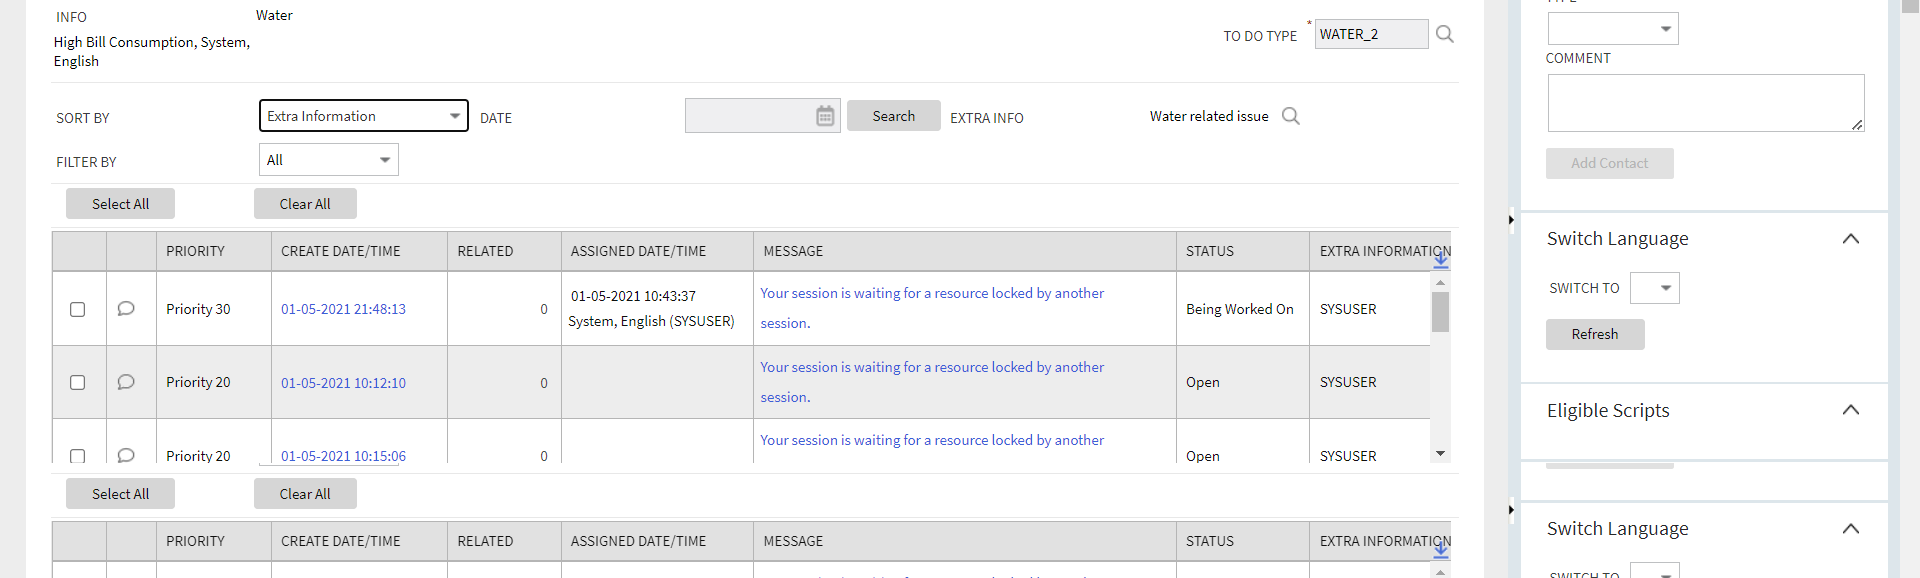 INFO
Water
High Bill Consumption, System,
English
TO DO TYPE * WATER_2
SORT BY Extra Information DATE Search EXTRA INFO Water related issue
FILTER BY All
Select All Clear All
PRIORITY CREATE DATE/TIME RELATED ASSIGNED DATE/TIME MESSAGE STATUS EXTRA INFORMATION
Priority 30 01-05-2021 21:48:13 0 01-05-2021 10:43:37 Your session is waiting for a resource locked by another Being Worked On SYSUSER
System, English (SYSUSER) session.
Priority 20 01-05-2021 10:12:10 0 Your session is waiting for a resource locked by another Open SYSUSER
session.
Priority 20 01-05-2021 10:15:06 0 Your session is waiting for a resource locked by another Open SYSUSER
Select All Clear All
PRIORITY CREATE DATE/TIME RELATED ASSIGNED DATE/TIME MESSAGE STATUS EXTRA INFORMATION
COMMENT
Add Contact
Switch Language
SWITCH TO
Refresh
Eligible Scripts
Switch Language
SWITCH TO